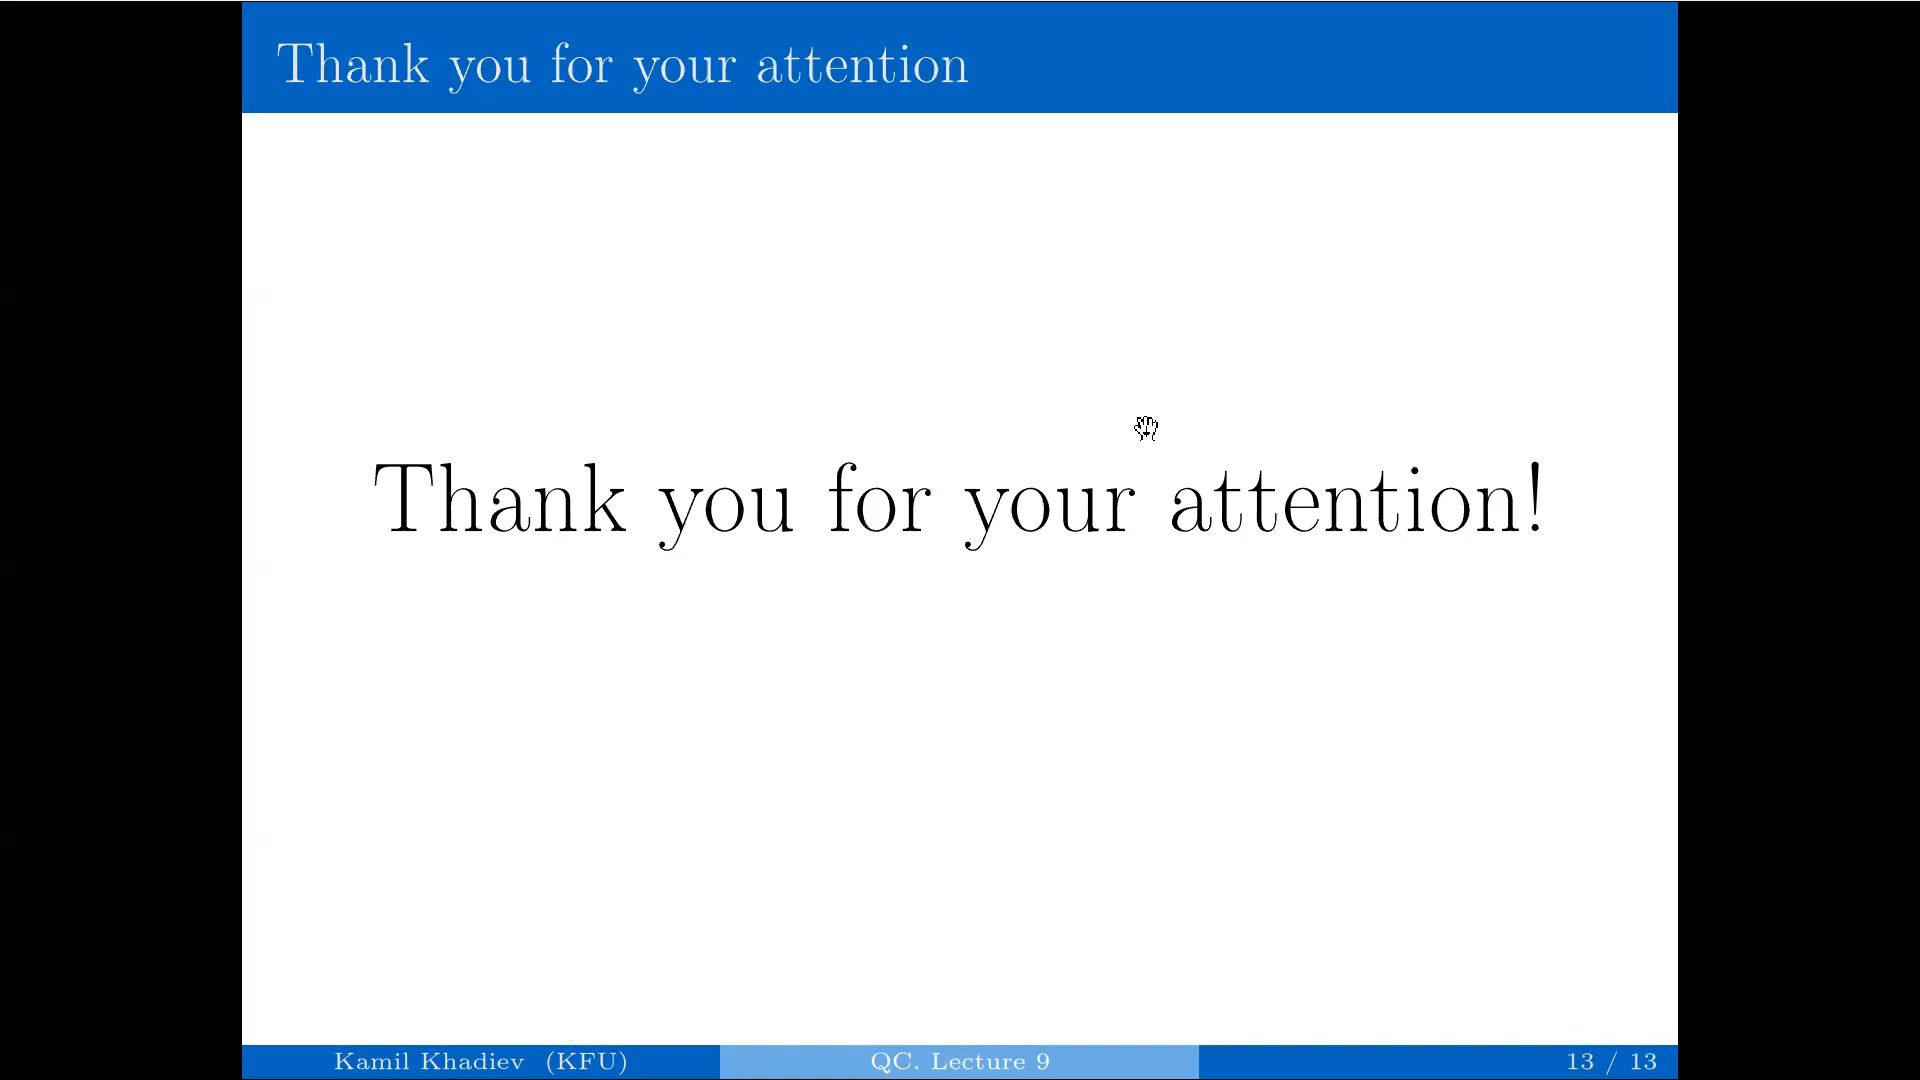 Thank you for your attention
Thank you for your attention!
Kamil Khadiev (KFU)
QC. Lecture 9
13 / 13